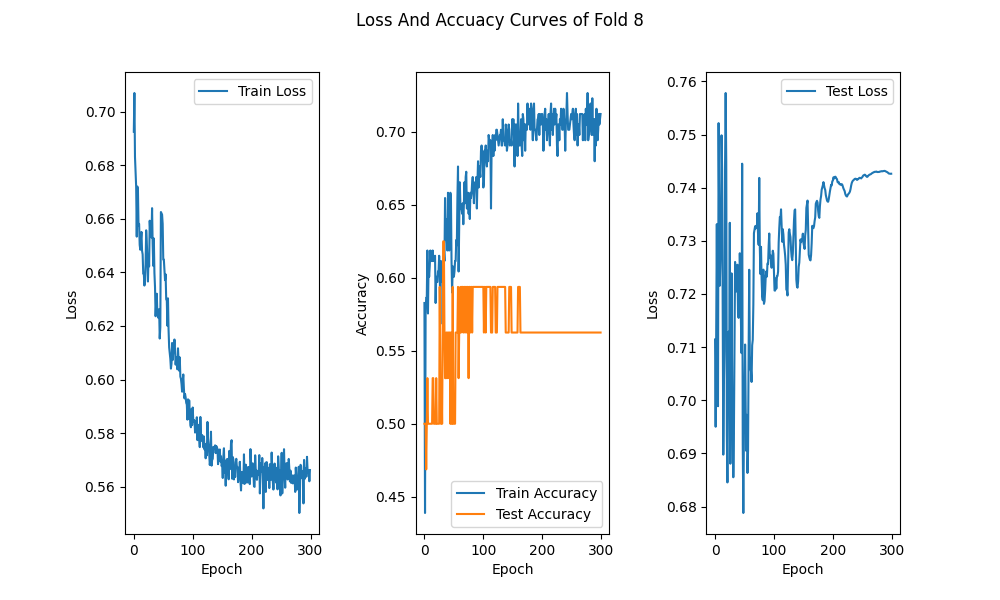 Loss And Accuacy Curves of Fold 8
Train Loss
0.70
0.68
0.66
0.64
0.62
0.60
0.58
0.56
Loss
0 100 200 300
Epoch
0.70
0.65
0.60
0.55
0.50
0.45
Accuracy
Train Accuracy
Test Accuracy
0 100 200 300
Epoch
Test Loss
0.76
0.75
0.74
0.73
0.72
0.71
0.70
0.69
0.68
Loss
0 100 200 300
Epoch